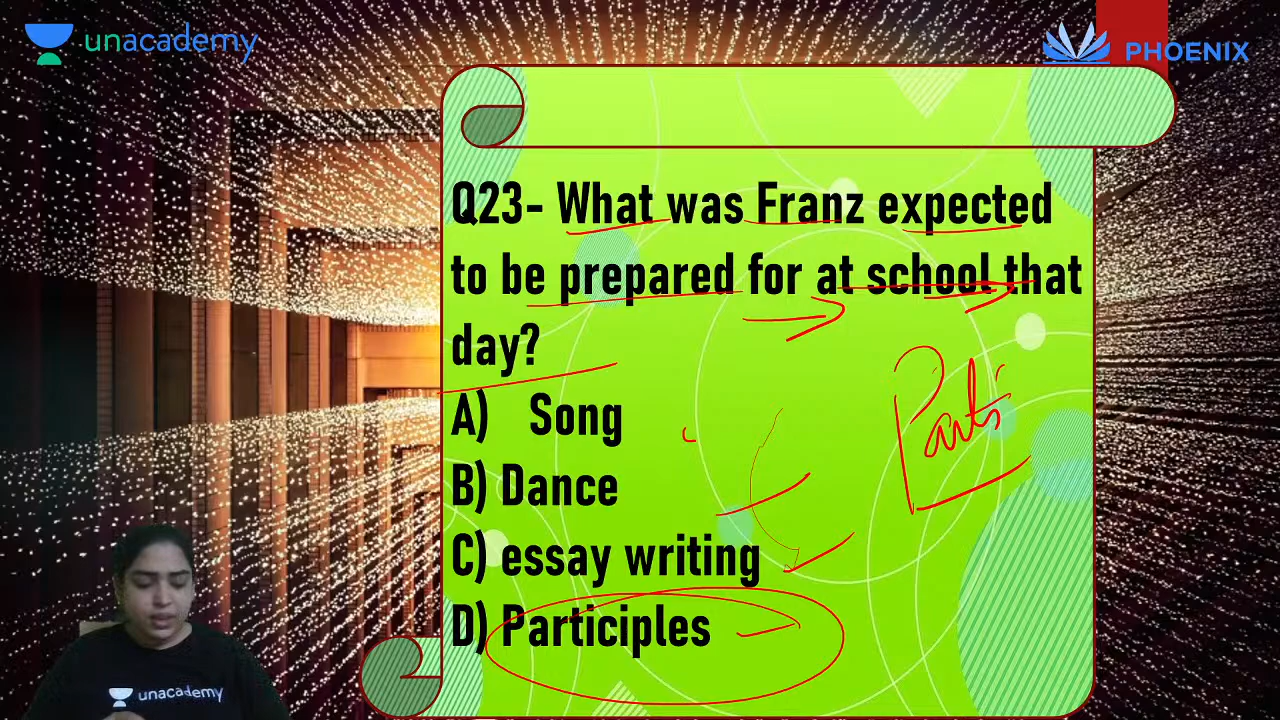 unacademy
PHOENIX
Q23- What was Franz expected
to be prepared for at school that
day?
A) Song
B) Dance
C) essay writing
D) Participles
Parti
unacademy